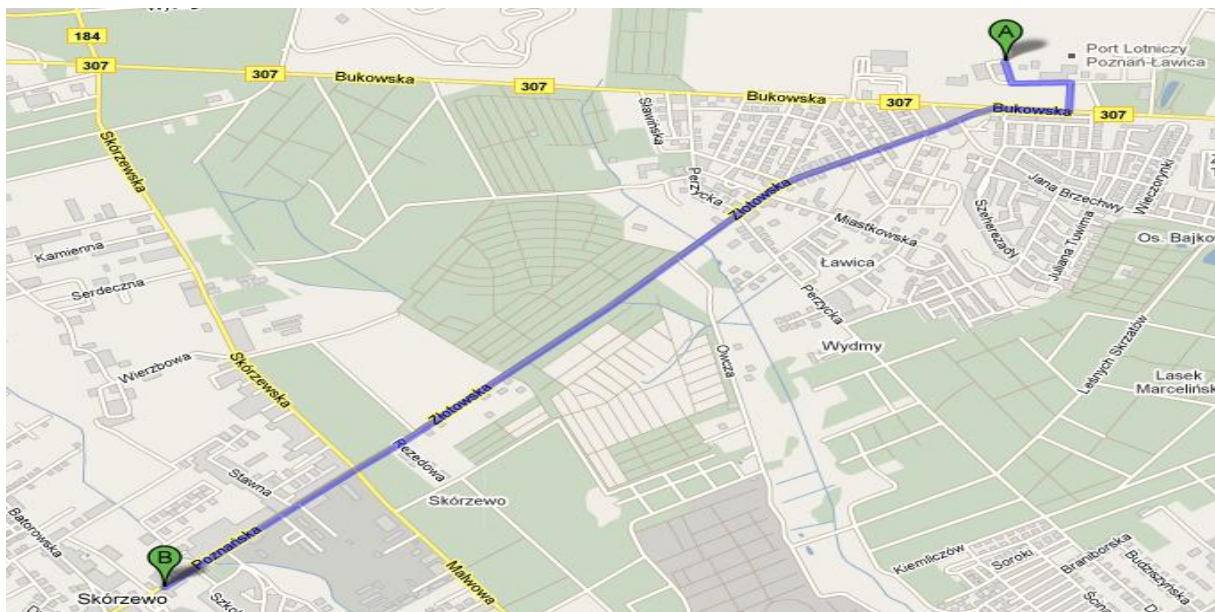 184
307
307
Bukowska
307
Bukowska
307
Bukowska
307
A
Port Lotniczy
Poznań-Ławica
Skórzewska
Sławińska
Perzycka
Złotowska
Miastkowska
Jana Brzechwy
Wieczorynki
Szeherezady
Juliana Tuwima
Os. Bajko
Kamienna
Serdeczna
Ławica
Perzycka
Wierzbowa
Skórzewska
Owcza
Wydmy
Leśnych Skrzatów
Lasek
Marceliński
Złotowska
Rezedowa
Stawna
Skórzewo
Batorowska
Poznańska
B
Malwowa
Kiemliczów
Soroki
Braniborska
Budziszyńska
Skórzewo